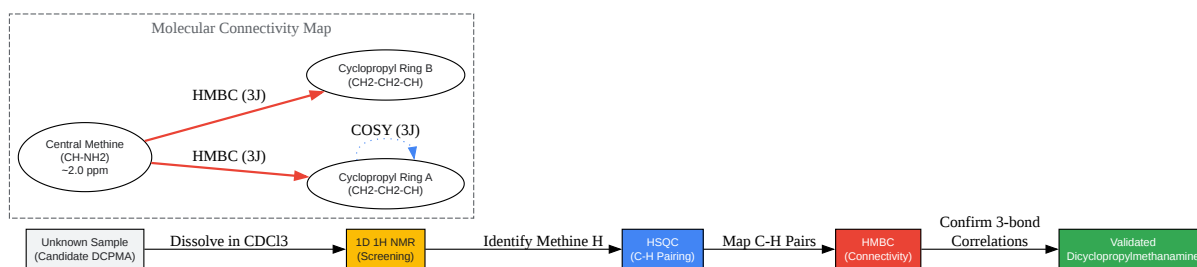 Molecular Connectivity Map
Cyclopropyl Ring B
(CH2-CH2-CH)
HMBC (3J)
COSY (3J)
Central Methine
(CH-NH2)
~2.0 ppm
HMBC (3J)
Cyclopropyl Ring A
(CH2-CH2-CH)
Unknown Sample
(Candidate DCPMA)
Dissolve in CDCl3
1D 1H NMR
(Screening)
Identify Methine H
HSQC
(C-H Pairing)
Map C-H Pairs
HMBC
(Connectivity)
Confirm 3-bond
Correlations
Validated
Dicyclopropylmethanamine